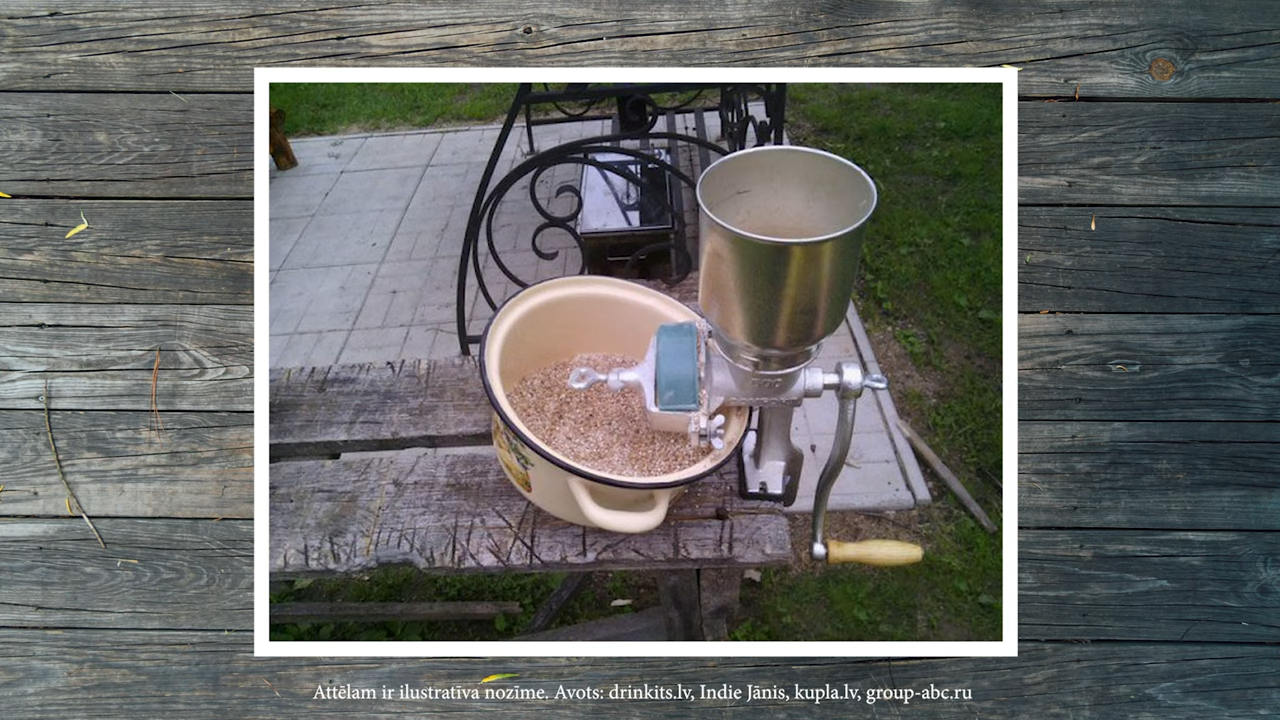 Attēlam ir ilustratīva nozīme. Avots: drinkits.lv, Indie Jānis, kupla.lv, group-abc.ru